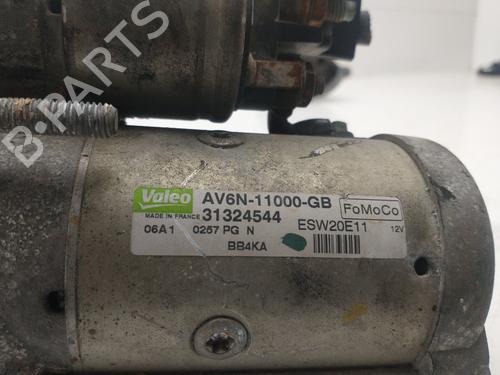 B-PARTS
Valeo AV6N-11000-GB
MADE IN FRANCE 31324544 FoMoCo
06A1 0257 PG N ESW20E11 12V
BB4KA